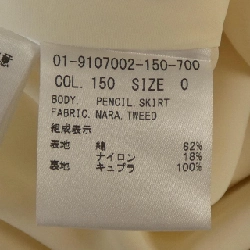 01-9107002-150-700
COL. 150 SIZE 0
BODY. PENCIL SKIRT
FABRIC. NARA, TWEED
組成表示
表地 綿 82%
ナイロン 18%
裏地 キュプラ 100%